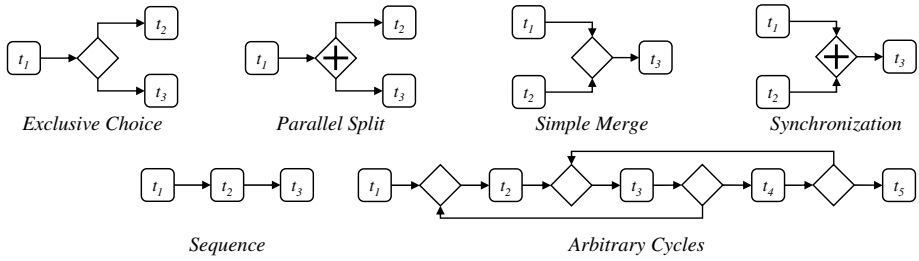 t1 t2 t3
Exclusive Choice
t1 t2 t3
Parallel Split
t1 t2 t3
Simple Merge
t1 t2 t3
Synchronization
t1 t2 t3
Sequence
t1 t2 t3 t4 t5
Arbitrary Cycles